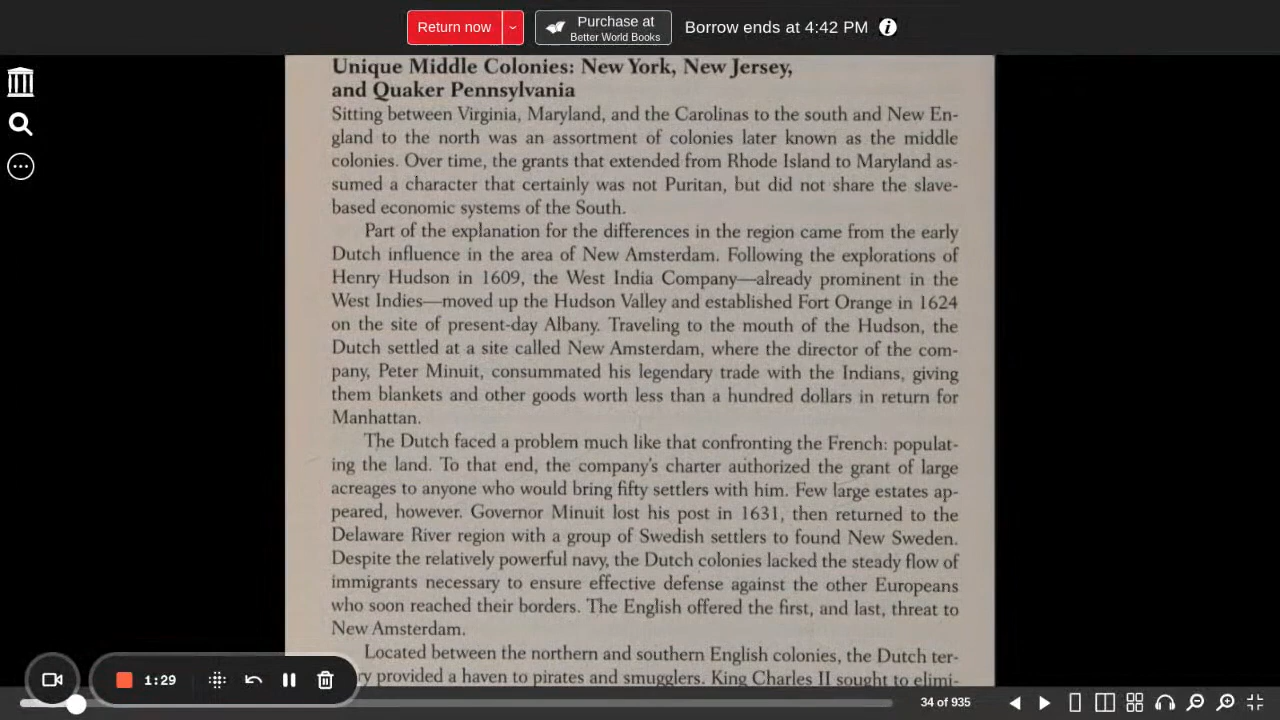 Return now
Purchase at
Better World Books
Borrow ends at 4:42 PM
Unique Middle Colonies: New York, New Jersey,
and Quaker Pennsylvania
Sitting between Virginia, Maryland, and the Carolinas to the south and New En-
gland to the north was an assortment of colonies later known as the middle
colonies. Over time, the grants that extended from Rhode Island to Maryland as-
sumed a character that certainly was not Puritan, but did not share the slave-
based economic systems of the South.
Part of the explanation for the differences in the region came from the early
Dutch influence in the area of New Amsterdam. Following the explorations of
Henry Hudson in 1609, the West India Company—already prominent in the
West Indies—moved up the Hudson Valley and established Fort Orange in 1624
on the site of present-day Albany. Traveling to the mouth of the Hudson, the
Dutch settled at a site called New Amsterdam, where the director of the com-
pany, Peter Minuit, consummated his legendary trade with the Indians, giving
them blankets and other goods worth less than a hundred dollars in return for
Manhattan.
The Dutch faced a problem much like that confronting the French: populat-
ing the land. To that end, the company's charter authorized the grant of large
acreages to anyone who would bring fifty settlers with him. Few large estates ap-
peared, however. Governor Minuit lost his post in 1631, then returned to the
Delaware River region with a group of Swedish settlers to found New Sweden.
Despite the relatively powerful navy, the Dutch colonies lacked the steady flow of
immigrants necessary to ensure effective defense against the other Europeans
who soon reached their borders. The English offered the first, and last, threat to
New Amsterdam.
Located between the northern and southern English colonies, the Dutch ter-
ry provided a haven to pirates and smugglers. King Charles II sought to elimi-
1:29
34 of 935